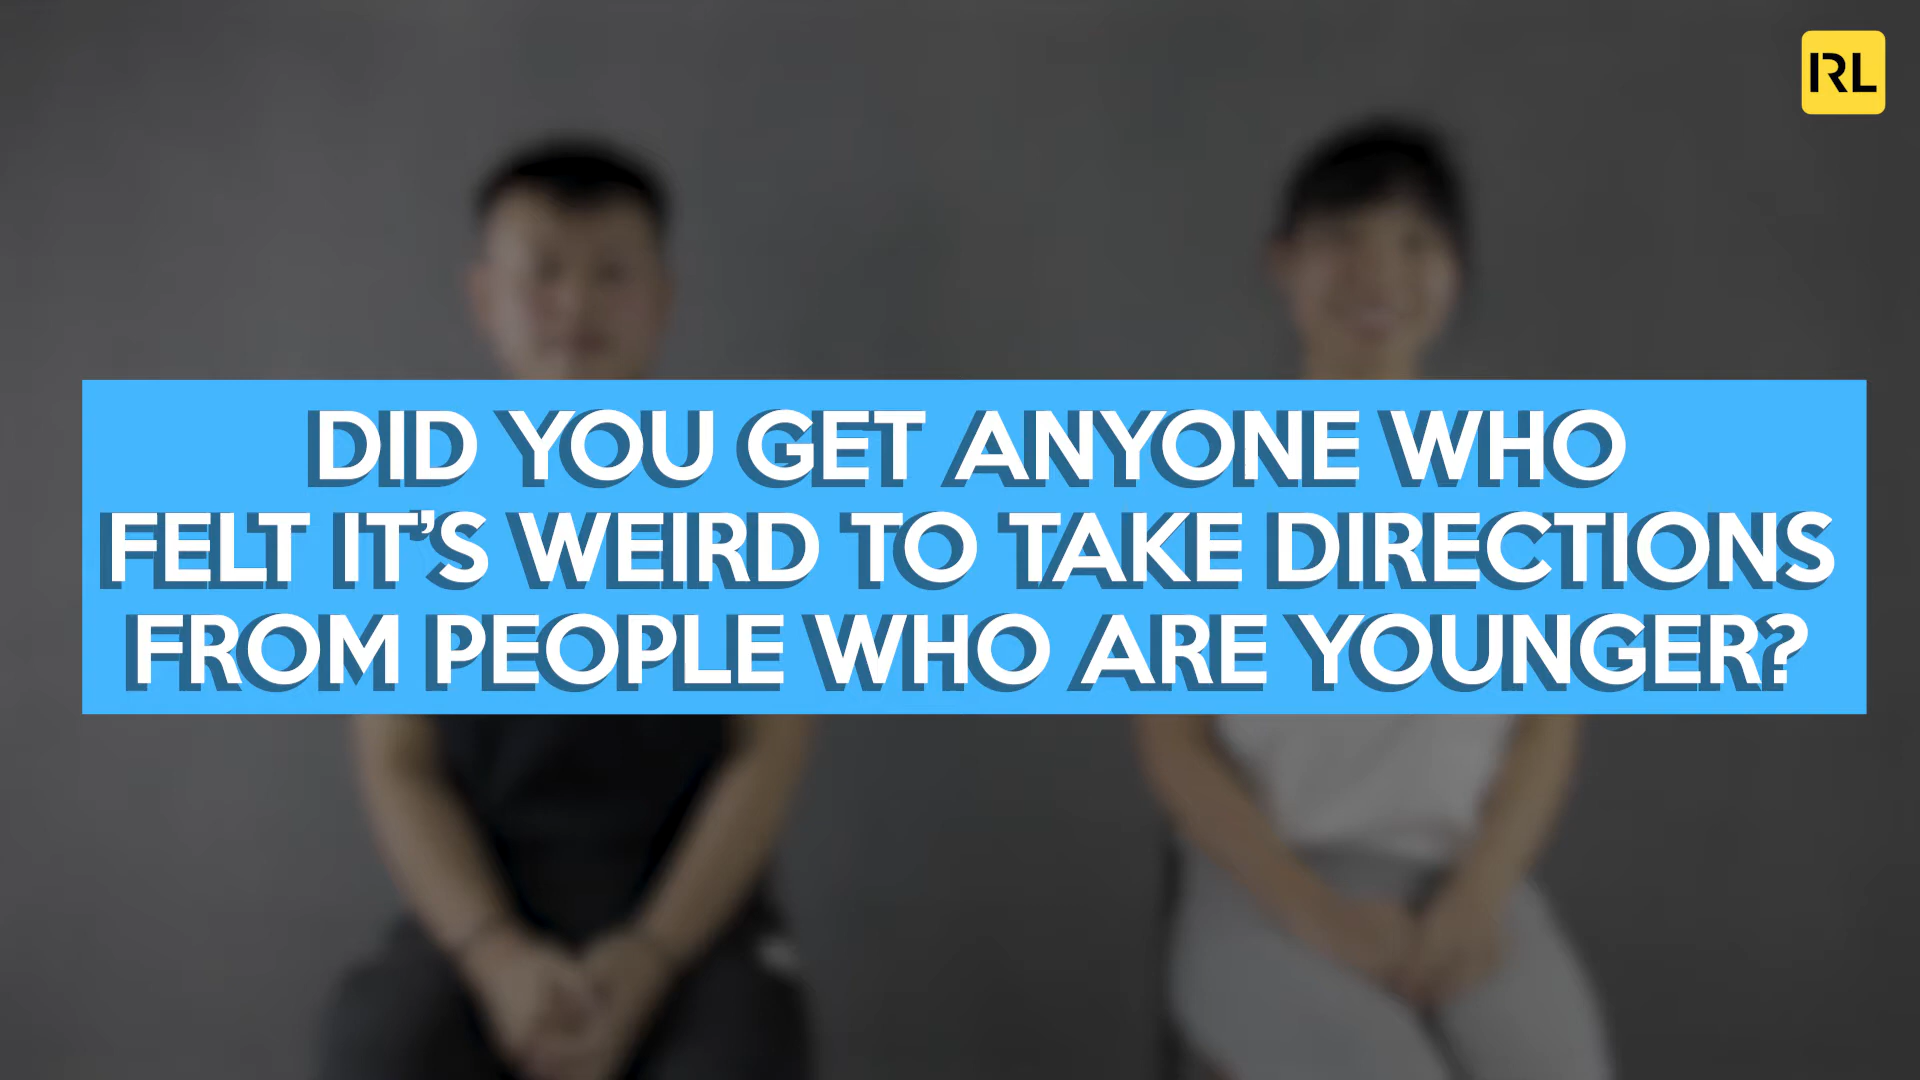 IRL
DID YOU GET ANYONE WHO
FELT IT'S WEIRD TO TAKE DIRECTIONS
FROM PEOPLE WHO ARE YOUNGER?